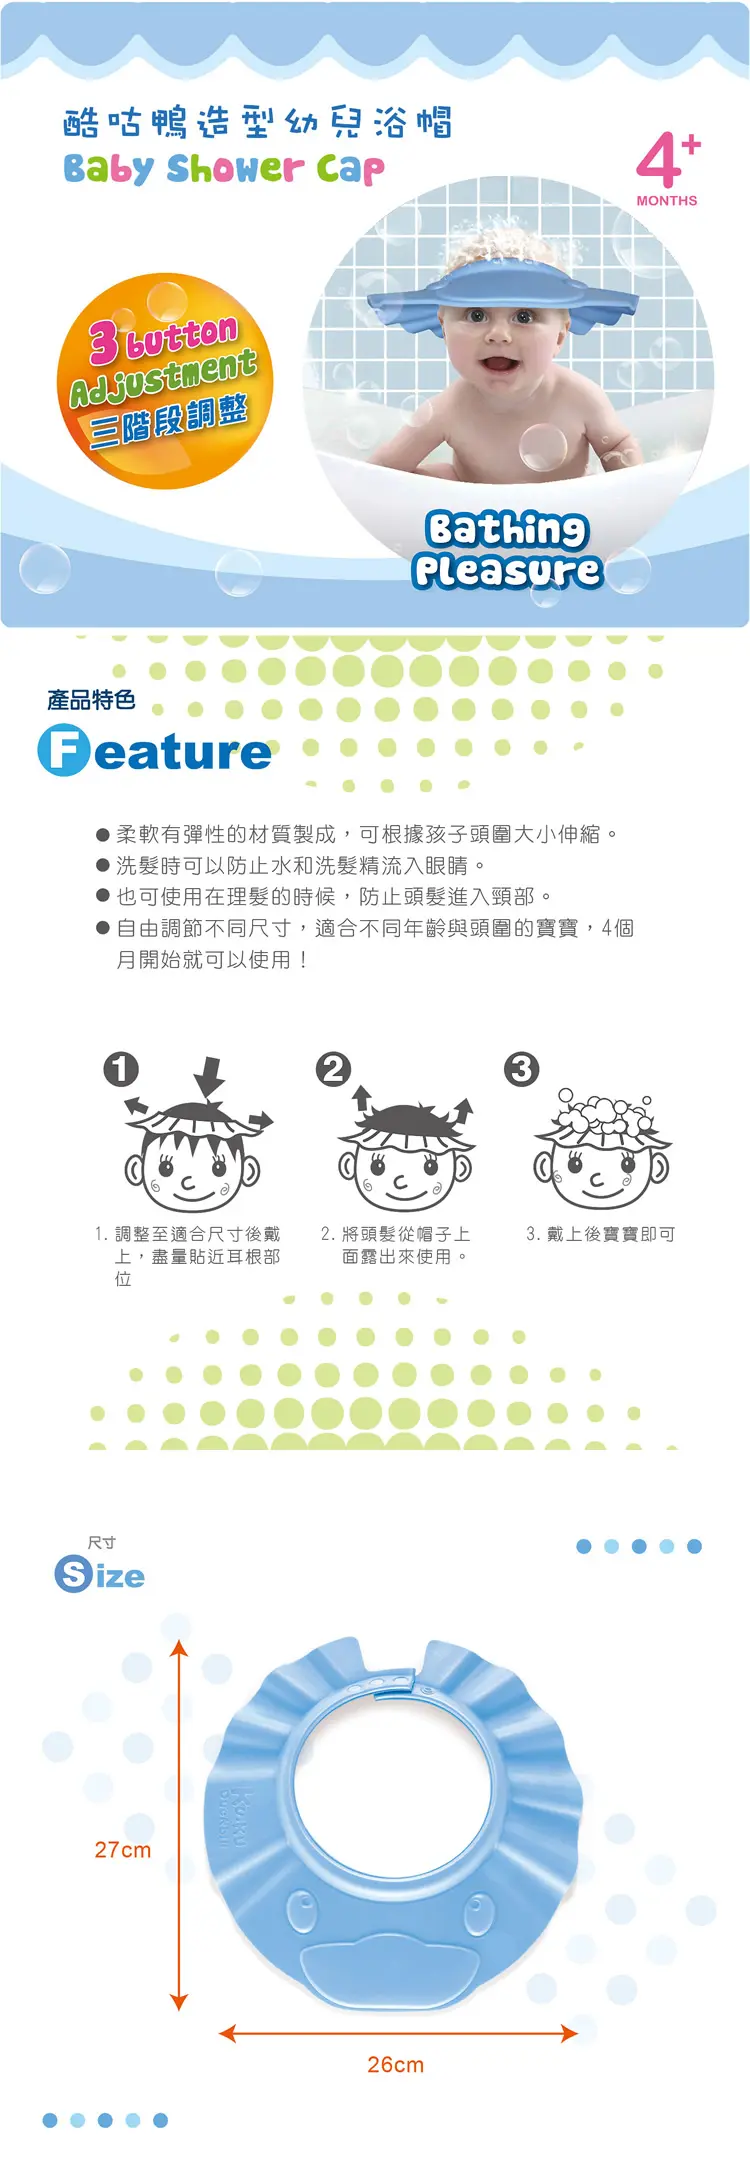 酷咕鴨造型幼兒浴帽
Baby Shower Cap
4+
MONTHS
3 button
Adjustment
三階段調整
Bathing
Pleasure
產品特色
Feature
●柔軟有彈性的材質製成，可根據孩子頭圍大小伸縮。
●洗髮時可以防止水和洗髮精流入眼睛。
●也可使用在理髮的時候，防止頭髮進入頸部。
●自由調節不同尺寸，適合不同年齡與頭圍的寶寶，4個
月開始就可以使用！
1
2
3
1. 調整至適合尺寸後戴
上，盡量貼近耳根部
位
2. 將頭髮從帽子上
面露出來使用。
3. 戴上後寶寶即可
尺寸
Size
27cm
KU.KU
26cm